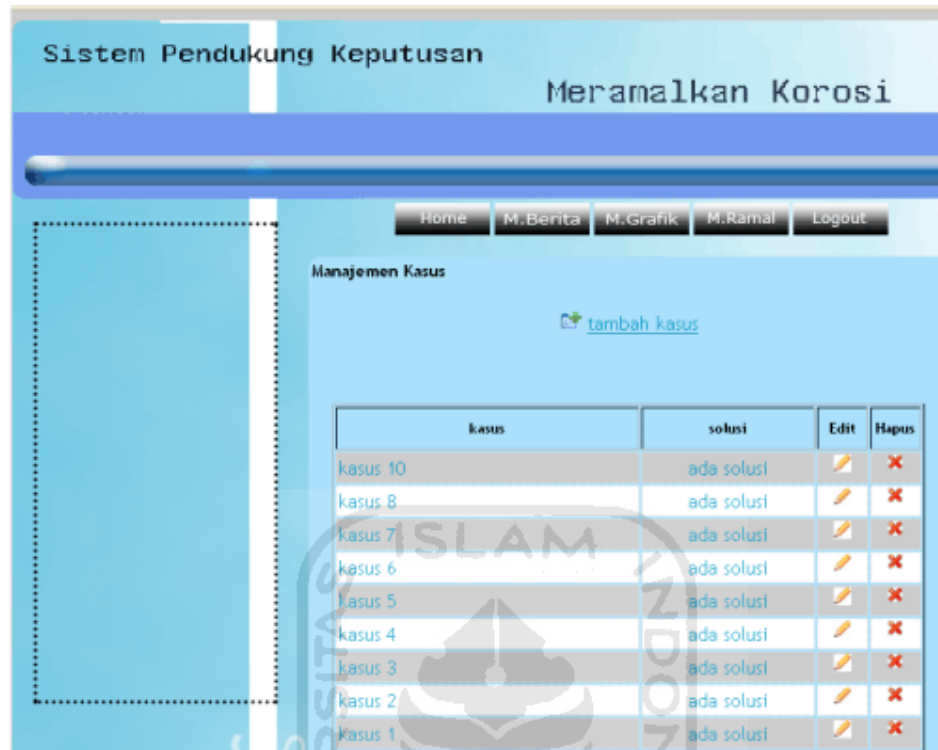 Sistem Pendukung Keputusan
Meramalkan Korosi
Home M.Berita M.Grafik M.Ramal Logout
Manajemen Kasus
tambah kasus
kasus solusi Edit Hapus
kasus 10 ada solusi
kasus 8 ada solusi
kasus 7 ada solusi
kasus 6 ada solusi
kasus 5 ada solusi
kasus 4 ada solusi
kasus 3 ada solusi
kasus 2 ada solusi
kasus 1 ada solusi
ISLAM